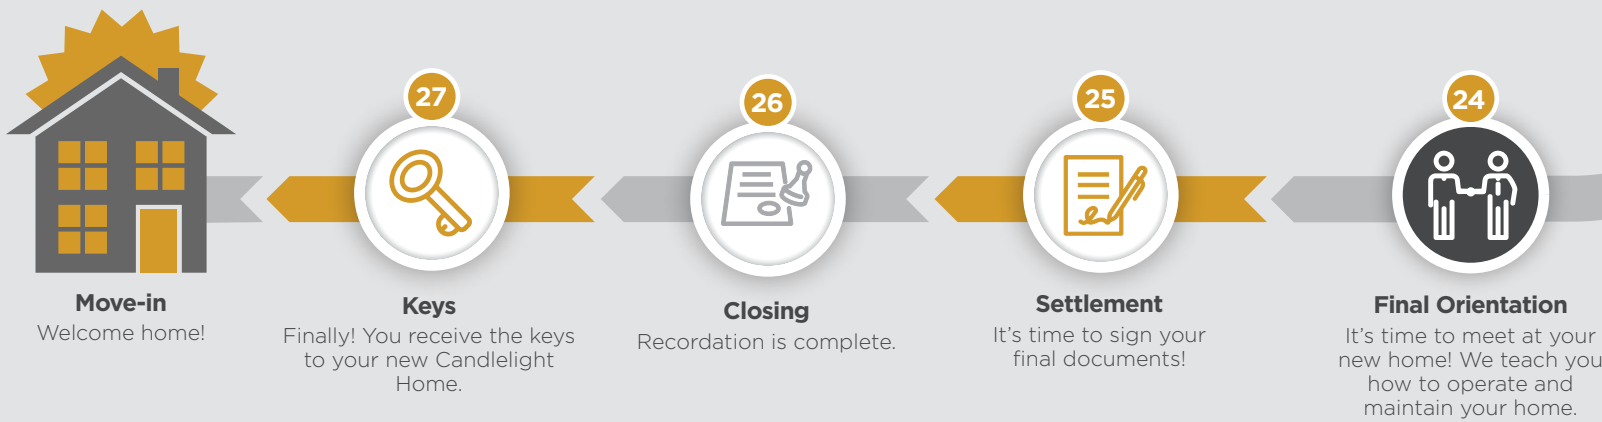 Move-in
Welcome home!
27
Keys
Finally! You receive the keys
to your new Candlelight
Home.
26
Closing
Recordation is complete.
25
Settlement
It's time to sign your
final documents!
24
Final Orientation
It's time to meet at your
new home! We teach you
how to operate and
maintain your home.